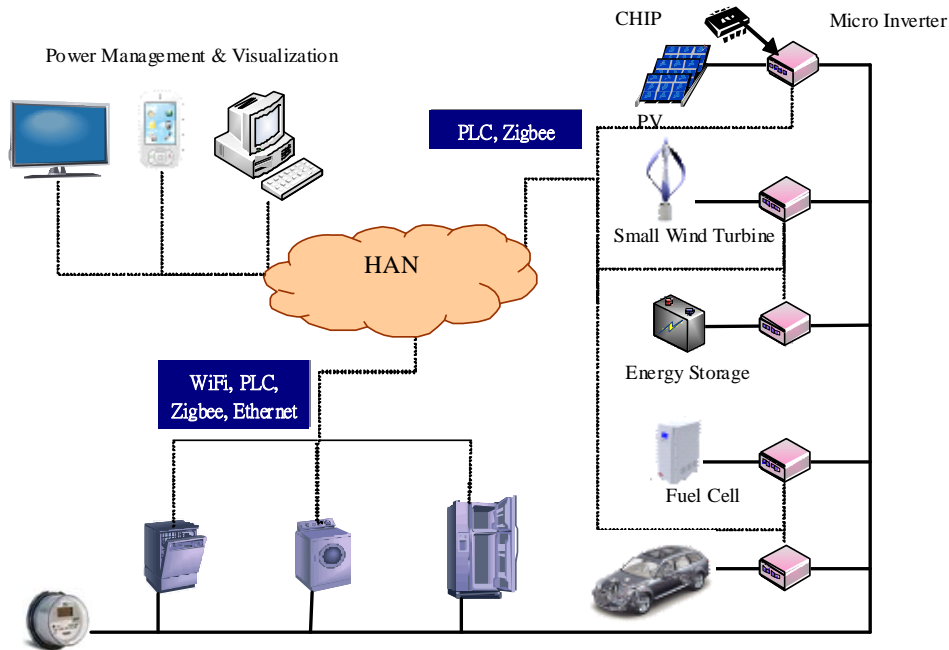 CHIP
Micro Inverter
Power Management & Visualization
PV
PLC, Zigbee
Small Wind Turbine
HAN
Energy Storage
WiFi, PLC,
Zigbee, Ethernet
Fuel Cell